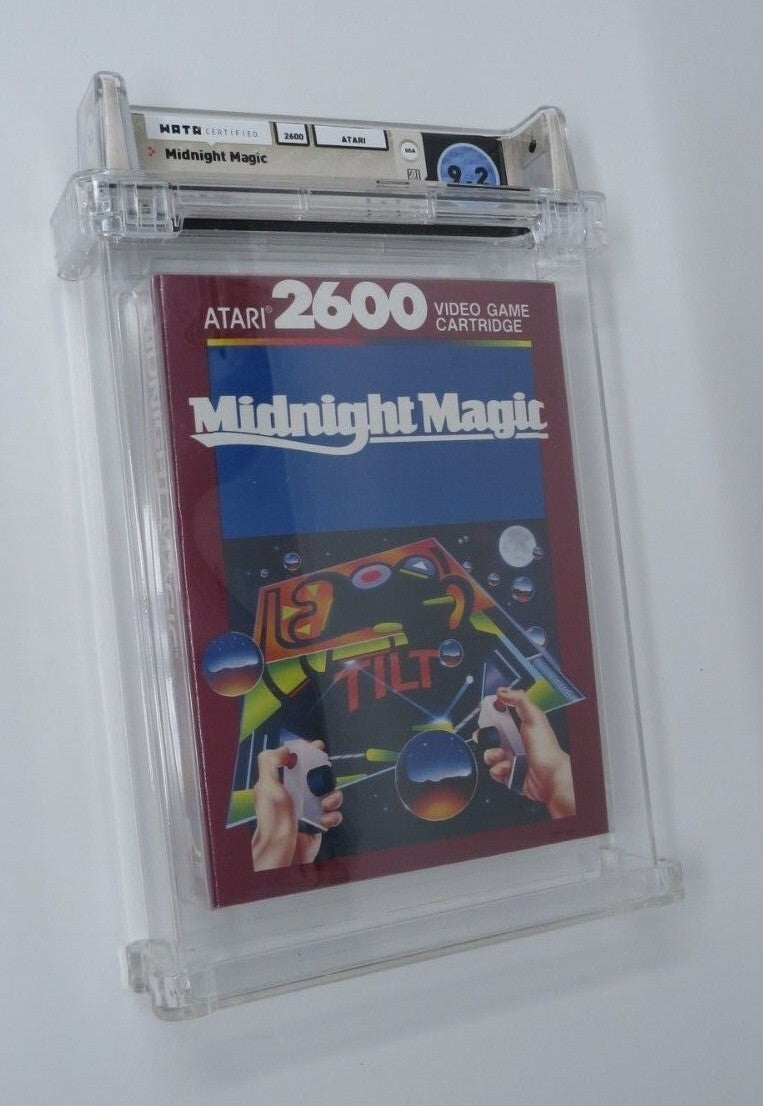 WATA CERTIFIED
2600
ATARI
USA
Midnight Magic
9.2
ATARI® 2600 VIDEO GAME
CARTRIDGE
Midnight Magic
TILT